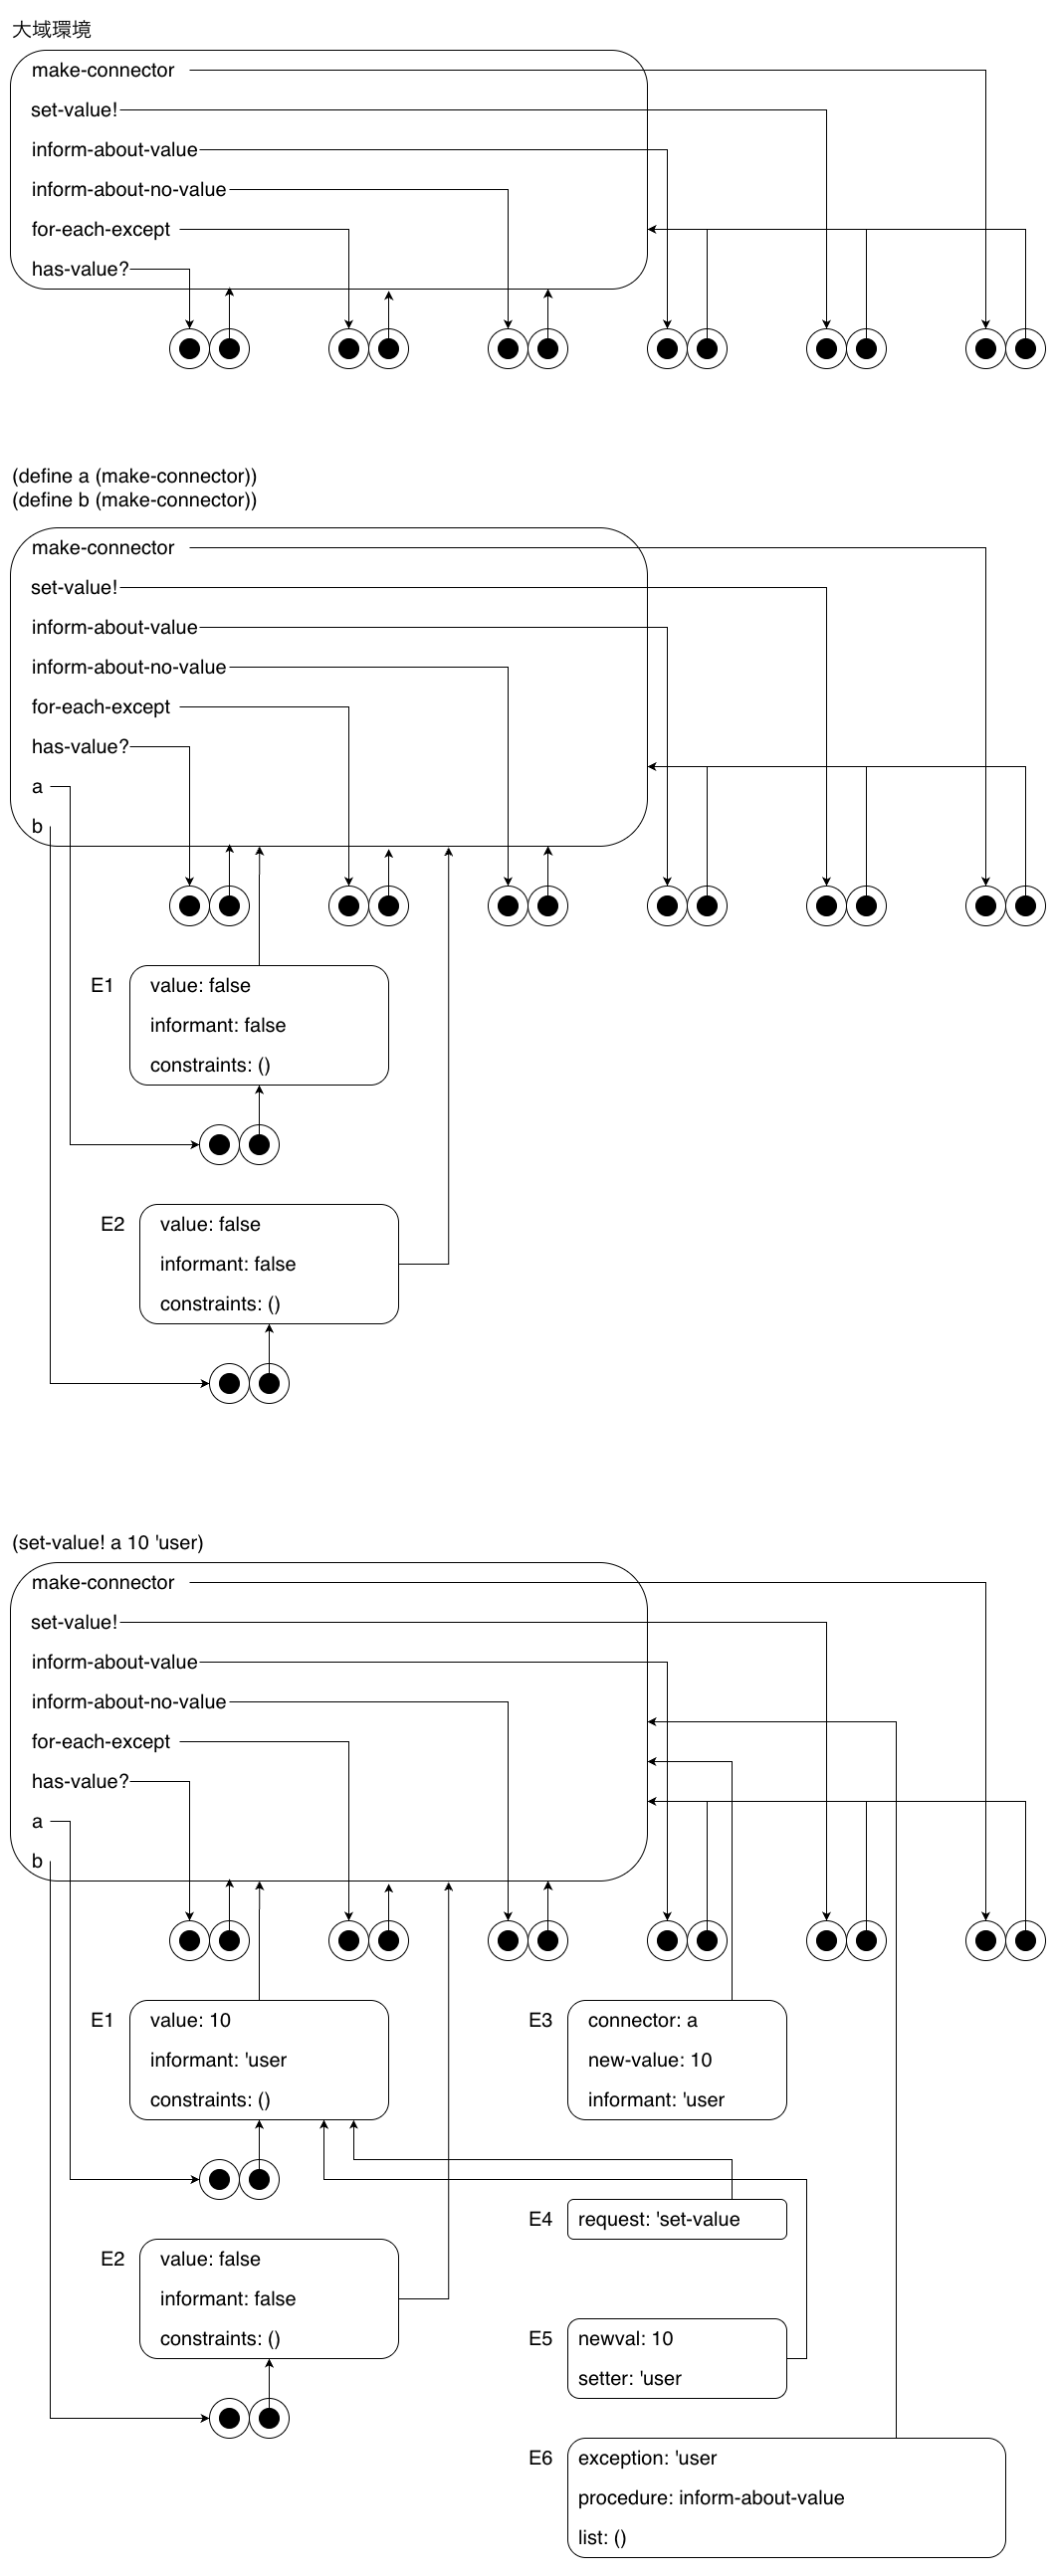 大域環境
make-connector
set-value!
inform-about-value
inform-about-no-value
for-each-except
has-value?
(define a (make-connector))
(define b (make-connector))
make-connector
set-value!
inform-about-value
inform-about-no-value
for-each-except
has-value?
a
b
E1
value: false
informant: false
constraints: ()
E2
value: false
informant: false
constraints: ()
(set-value! a 10 'user)
make-connector
set-value!
inform-about-value
inform-about-no-value
for-each-except
has-value?
a
b
E1
value: 10
informant: 'user
constraints: ()
E3
connector: a
new-value: 10
informant: 'user
E4
request: 'set-value
E2
value: false
informant: false
constraints: ()
E5
newval: 10
setter: 'user
E6
exception: 'user
procedure: inform-about-value
list: ()